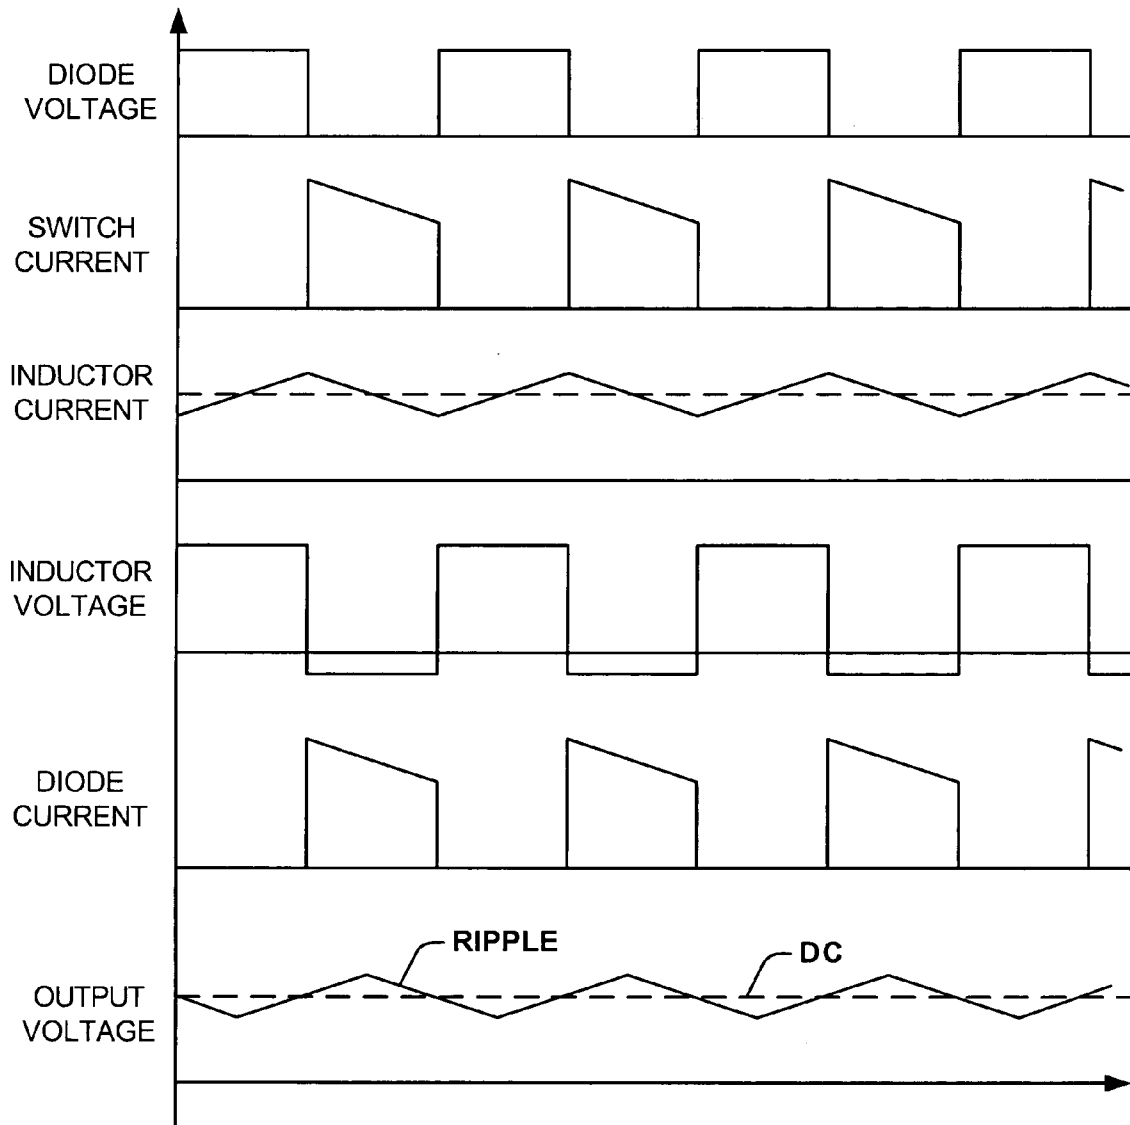 DIODE
VOLTAGE
SWITCH
CURRENT
INDUCTOR
CURRENT
INDUCTOR
VOLTAGE
DIODE
CURRENT
RIPPLE
DC
OUTPUT
VOLTAGE